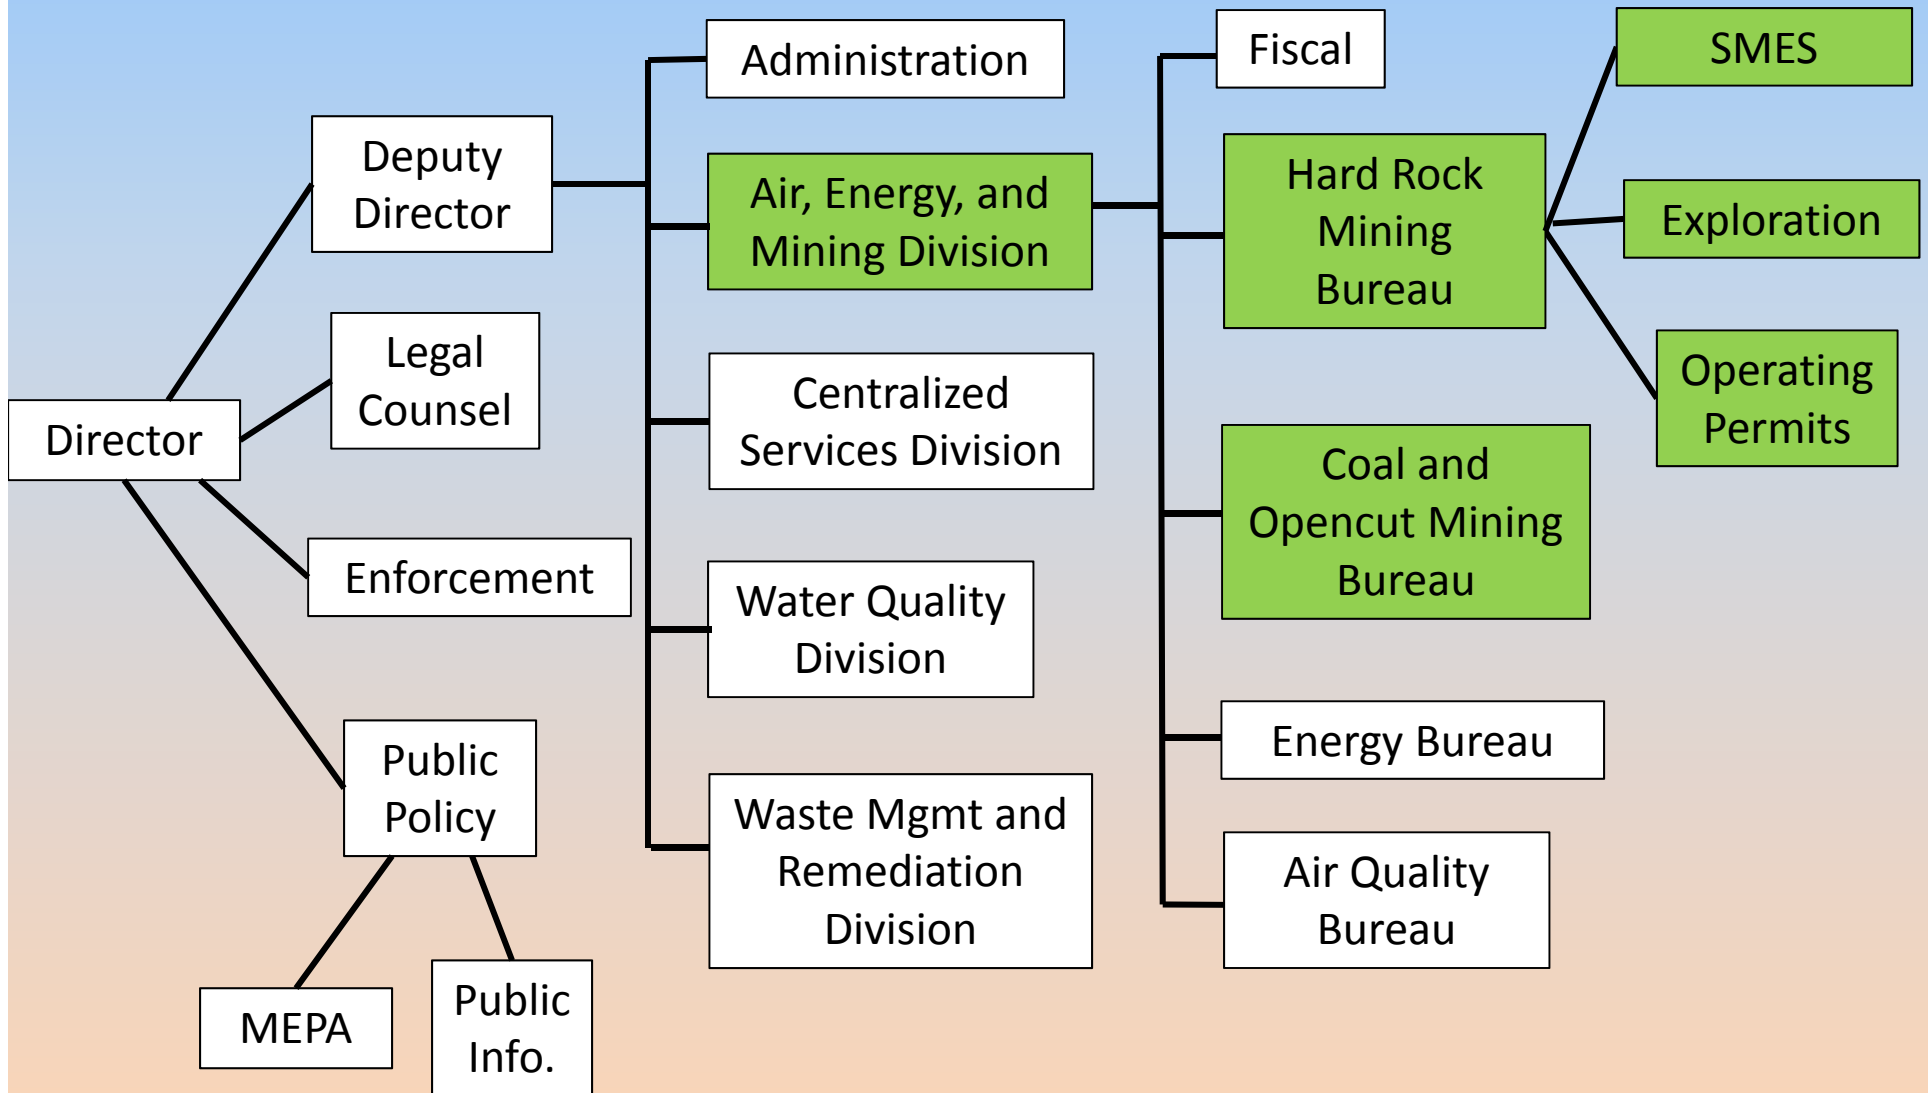 Director
Deputy
Director
Legal
Counsel
Enforcement
Public
Policy
MEPA
Public
Info.
Administration
Air, Energy, and
Mining Division
Centralized
Services Division
Water Quality
Division
Waste Mgmt and
Remediation
Division
Fiscal
Hard Rock
Mining
Bureau
Coal and
Opencut Mining
Bureau
Energy Bureau
Air Quality
Bureau
SMES
Exploration
Operating
Permits